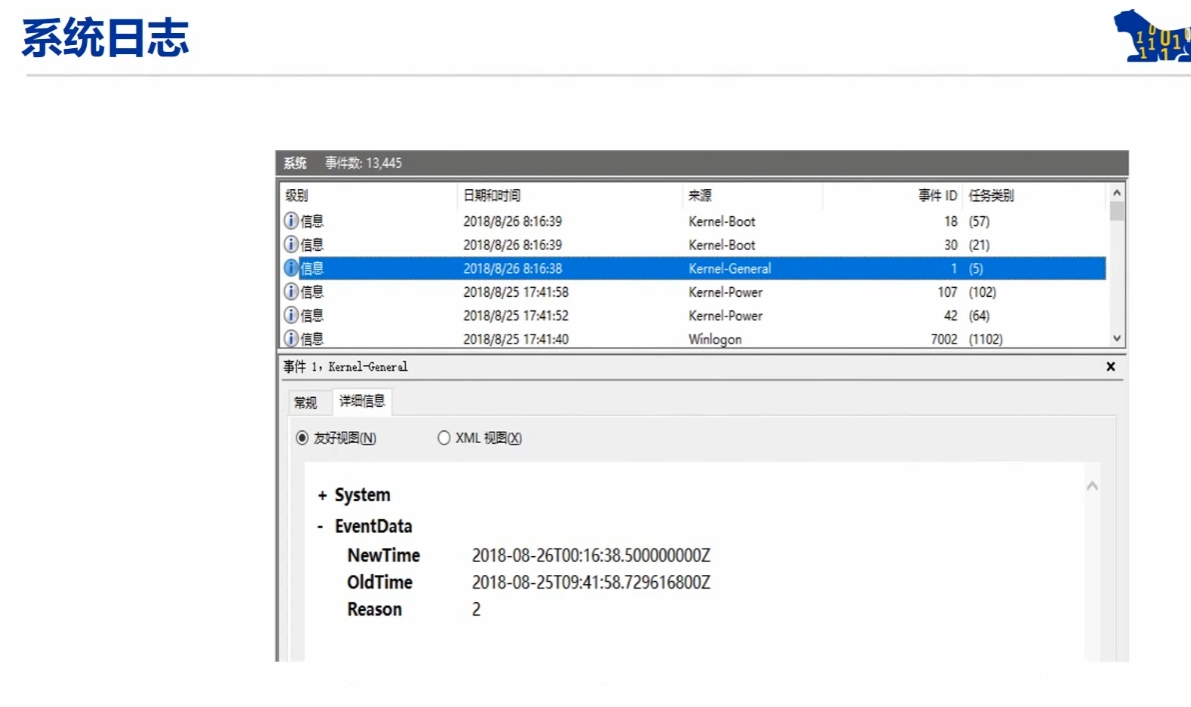 系统日志
系统 事件数: 13,445
级别 日期和时间 来源 事件 ID 任务类别
信息 2018/8/26 8:16:39 Kernel-Boot 18 (57)
信息 2018/8/26 8:16:39 Kernel-Boot 30 (21)
信息 2018/8/26 8:16:38 Kernel-General 1 (5)
信息 2018/8/25 17:41:58 Kernel-Power 107 (102)
信息 2018/8/25 17:41:52 Kernel-Power 42 (64)
信息 2018/8/25 17:41:40 Winlogon 7002 (1102)
事件 1，Kernel-General
常规 详细信息
友好视图(N) XML 视图(X)
+ System
- EventData
NewTime 2018-08-26T00:16:38.500000000Z
OldTime 2018-08-25T09:41:58.729616800Z
Reason 2